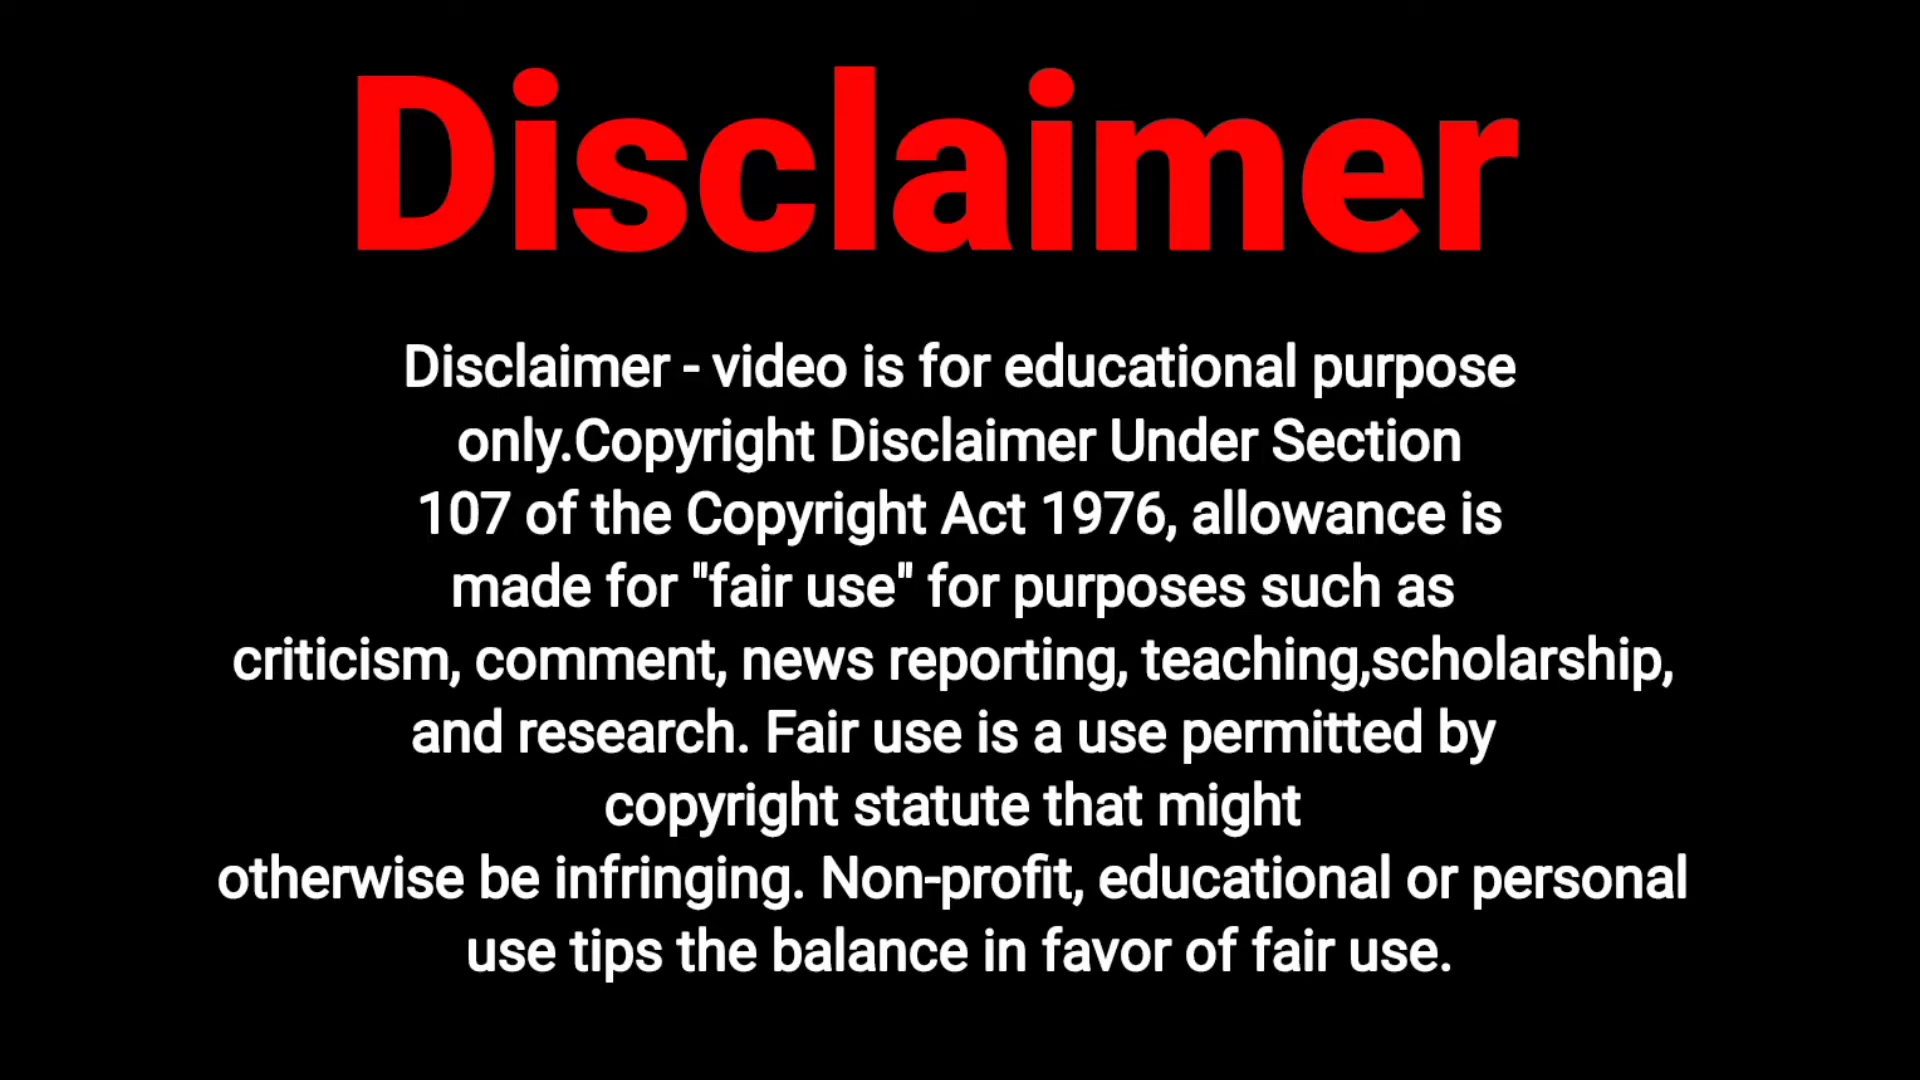 Disclaimer
Disclaimer - video is for educational purpose
only.Copyright Disclaimer Under Section
107 of the Copyright Act 1976, allowance is
made for "fair use" for purposes such as
criticism, comment, news reporting, teaching,scholarship,
and research. Fair use is a use permitted by
copyright statute that might
otherwise be infringing. Non-profit, educational or personal
use tips the balance in favor of fair use.